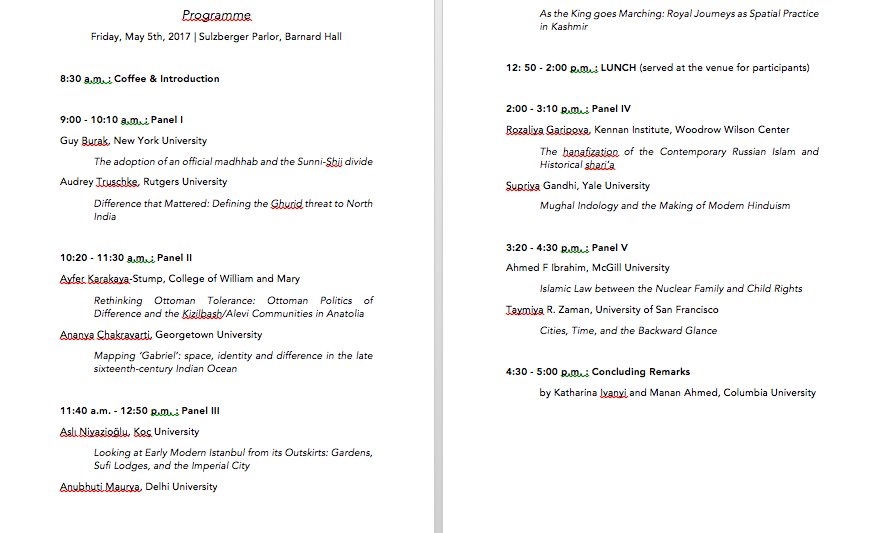 Programme
Friday, May 5th, 2017 | Sulzberger Parlor, Barnard Hall
8:30 a.m.: Coffee & Introduction
9:00 - 10:10 a.m.: Panel I
Guy Burak, New York University
The adoption of an official madhhab and the Sunni-Shii divide
Audrey Truschke, Rutgers University
Difference that Mattered: Defining the Ghurid threat to North
India
10:20 - 11:30 a.m.: Panel II
Ayfer Karakaya-Stump, College of William and Mary
Rethinking Ottoman Tolerance: Ottoman Politics of
Difference and the Kizilbash/Alevi Communities in Anatolia
Ananya Chakravarti, Georgetown University
Mapping ‘Gabriel’: space, identity and difference in the late
sixteenth-century Indian Ocean
11:40 a.m. - 12:50 p.m.: Panel III
Aslı Niyazioğlu, Koç University
Looking at Early Modern Istanbul from its Outskirts: Gardens,
Sufi Lodges, and the Imperial City
Anubhuti Maurya, Delhi University
As the King goes Marching: Royal Journeys as Spatial Practice
in Kashmir
12: 50 - 2:00 p.m.: LUNCH (served at the venue for participants)
2:00 - 3:10 p.m.: Panel IV
Rozaliya Garipova, Kennan Institute, Woodrow Wilson Center
The hanafization of the Contemporary Russian Islam and
Historical shari’a
Supriya Gandhi, Yale University
Mughal Indology and the Making of Modern Hinduism
3:20 - 4:30 p.m.: Panel V
Ahmed F Ibrahim, McGill University
Islamic Law between the Nuclear Family and Child Rights
Taymiya R. Zaman, University of San Francisco
Cities, Time, and the Backward Glance
4:30 - 5:00 p.m.: Concluding Remarks
by Katharina Ivanyi and Manan Ahmed, Columbia University